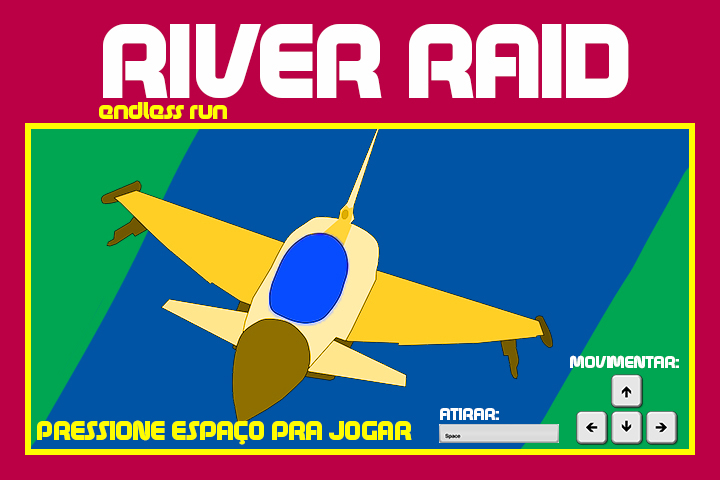 RIVER RAID
endless run
MOVIMENTAR:
ATIRAR:
Space
PRESSIONE ESPAÇO PRA JOGAR